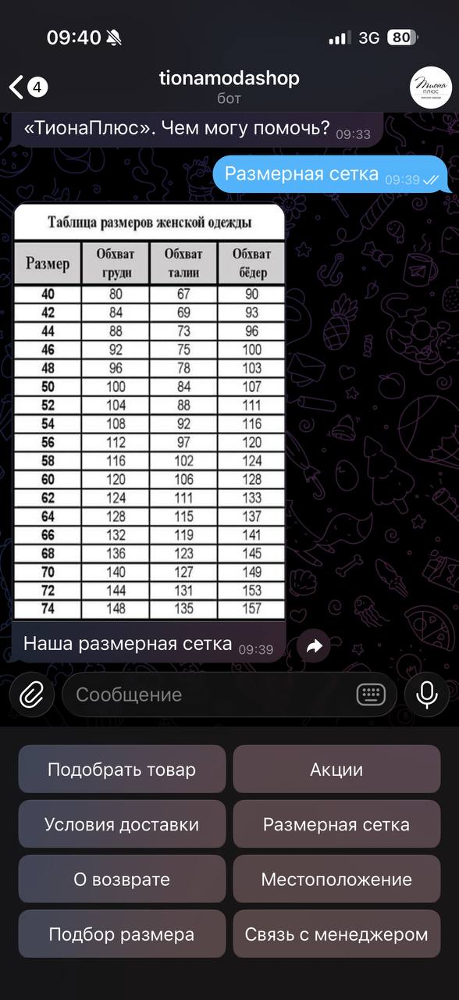 09:40
3G
80
4
tionamodashop
бот
Тиона
плюс
«ТионаПлюс». Чем могу помочь? 09:33
Размерная сетка 09:39
Таблица размеров женской одежды
Размер Обхват груди Обхват талии Обхват бёдер
40 80 67 90
42 84 69 93
44 88 73 96
46 92 75 100
48 96 78 103
50 100 84 107
52 104 88 111
54 108 92 116
56 112 97 120
58 116 102 124
60 120 106 128
62 124 111 133
64 128 115 137
66 132 119 141
68 136 123 145
70 140 127 149
72 144 131 153
74 148 135 157
Наша размерная сетка 09:39
Сообщение
Подобрать товар Акции
Условия доставки Размерная сетка
О возврате Местоположение
Подбор размера Связь с менеджером